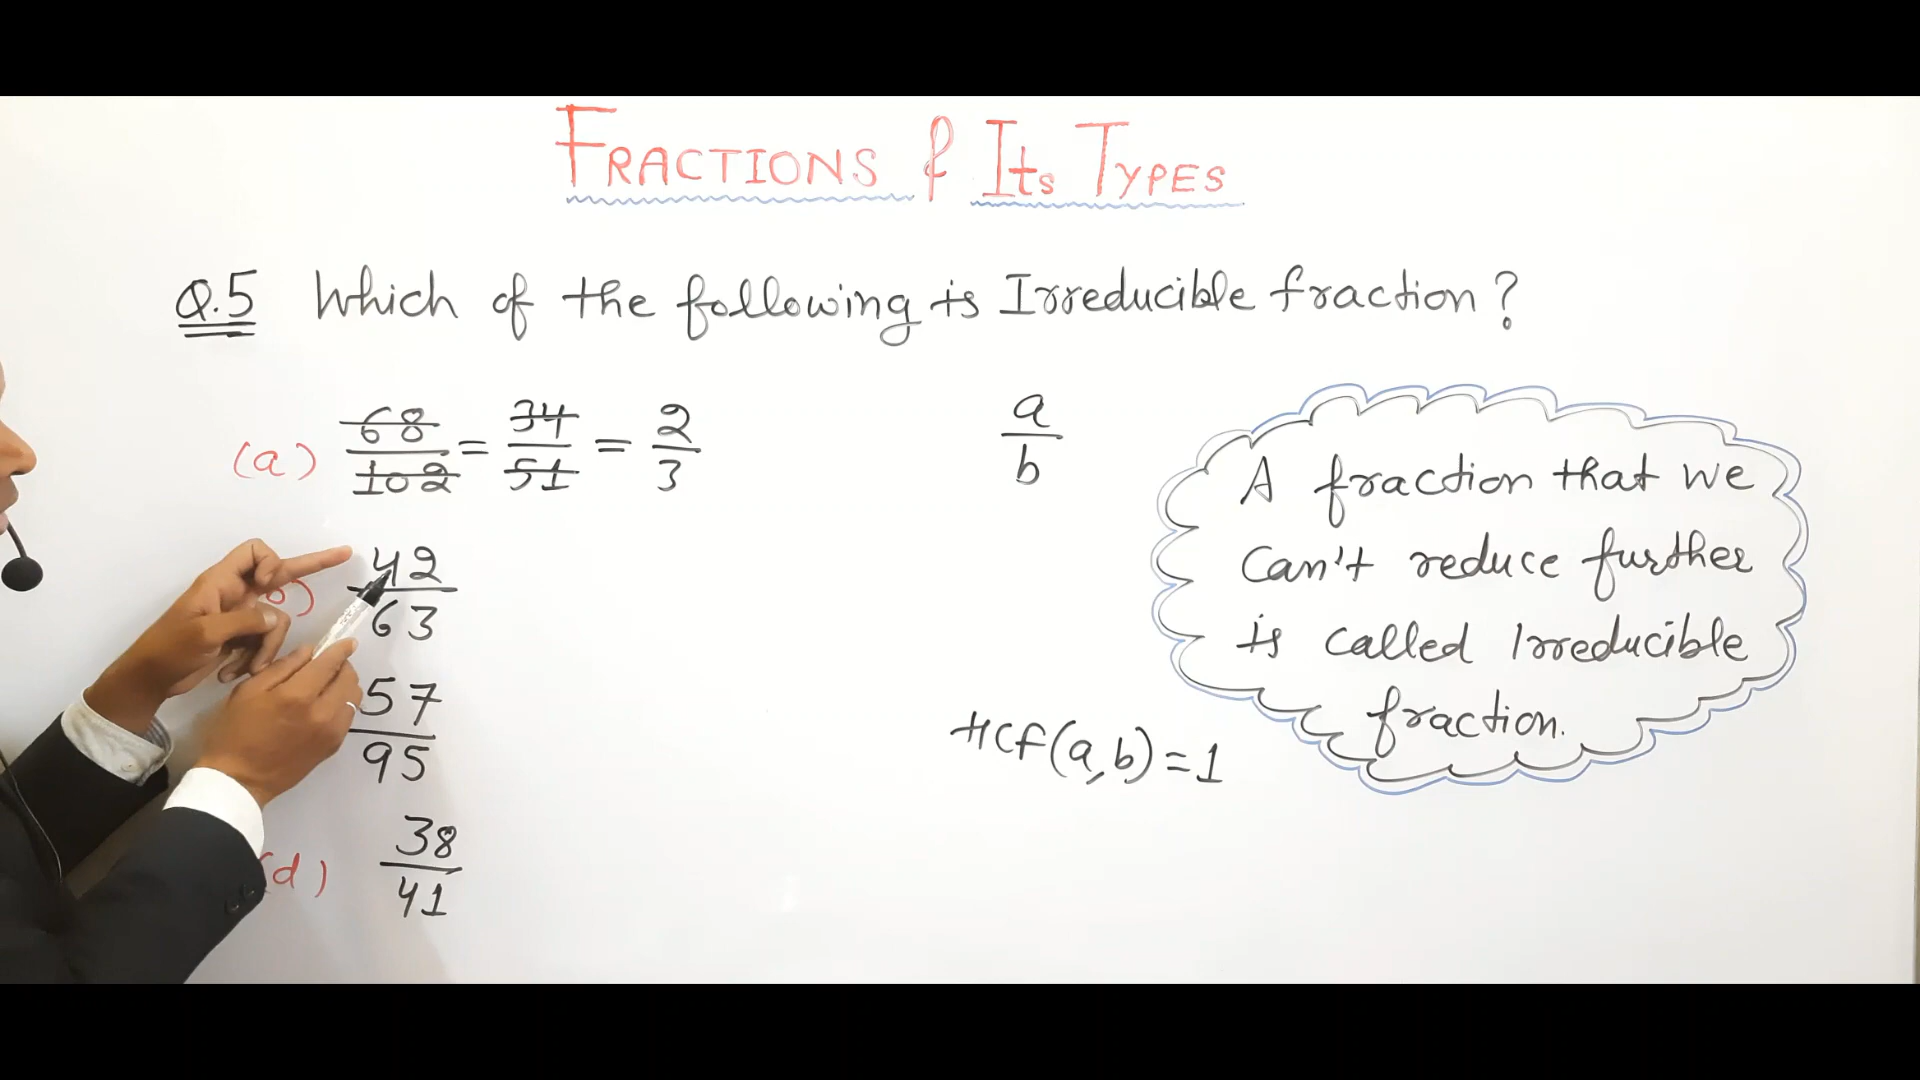 FRACTIONS & Its TYPES
Q.5 Which of the following is Irreducible fraction?
(a) 68/102 = 34/51 = 2/3
a/b
42/63
57/95
(d) 38/41
A fraction that we
Can't reduce further
is called Irreducible
fraction.
HCF(a,b)=1